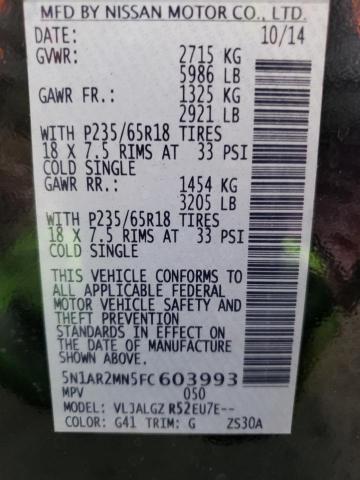 MFD BY NISSAN MOTOR CO., LTD.
DATE: 10/14
GVWR: 2715 KG
5986 LB
GAWR FR.: 1325 KG
2921 LB
WITH P235/65R18 TIRES
18 X 7.5 RIMS AT 33 PSI
COLD SINGLE
GAWR RR.: 1454 KG
3205 LB
WITH P235/65R18 TIRES
18 X 7.5 RIMS AT 33 PSI
COLD SINGLE
THIS VEHICLE CONFORMS TO
ALL APPLICABLE FEDERAL
MOTOR VEHICLE SAFETY AND
THEFT PREVENTION
STANDARDS IN EFFECT ON
THE DATE OF MANUFACTURE
SHOWN ABOVE.
5N1AR2MN5FC603993
MPV 050
MODEL: VLJALGZ R52EU7E--
COLOR: G41 TRIM: G ZS30A